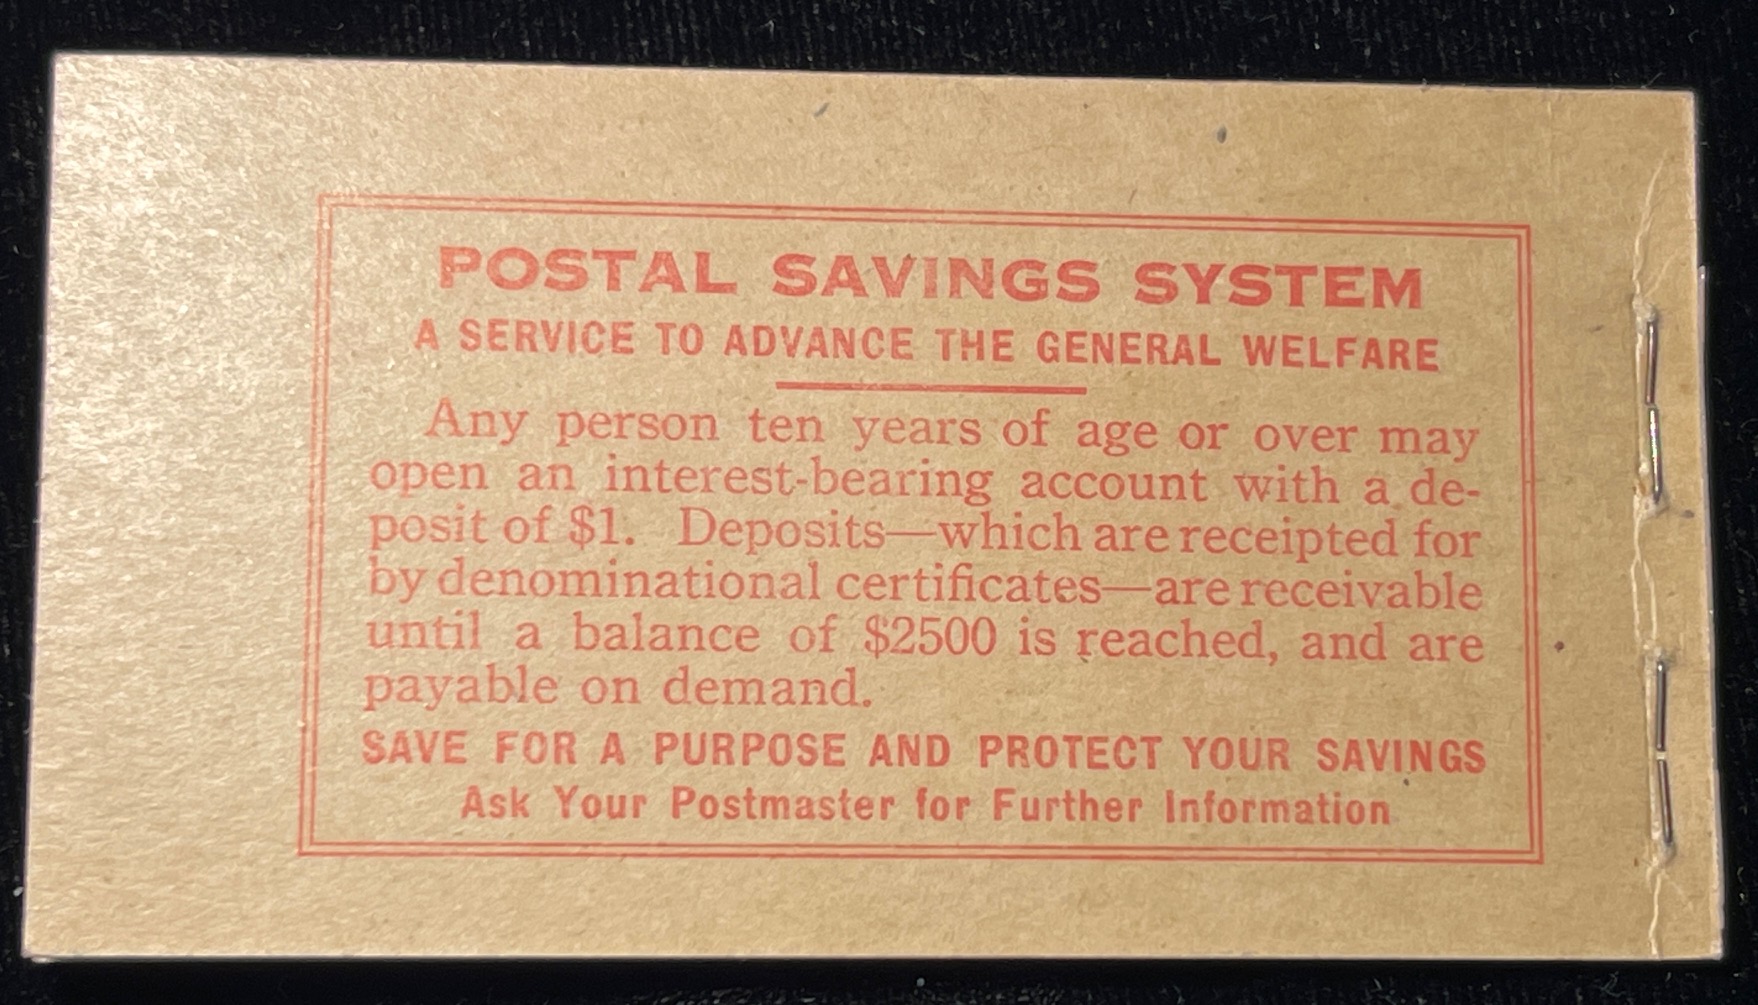 POSTAL SAVINGS SYSTEM
A SERVICE TO ADVANCE THE GENERAL WELFARE
Any person ten years of age or over may
open an interest-bearing account with a de-
posit of $1. Deposits—which are receipted for
by denominational certificates—are receivable
until a balance of $2500 is reached, and are
payable on demand.
SAVE FOR A PURPOSE AND PROTECT YOUR SAVINGS
Ask Your Postmaster for Further Information